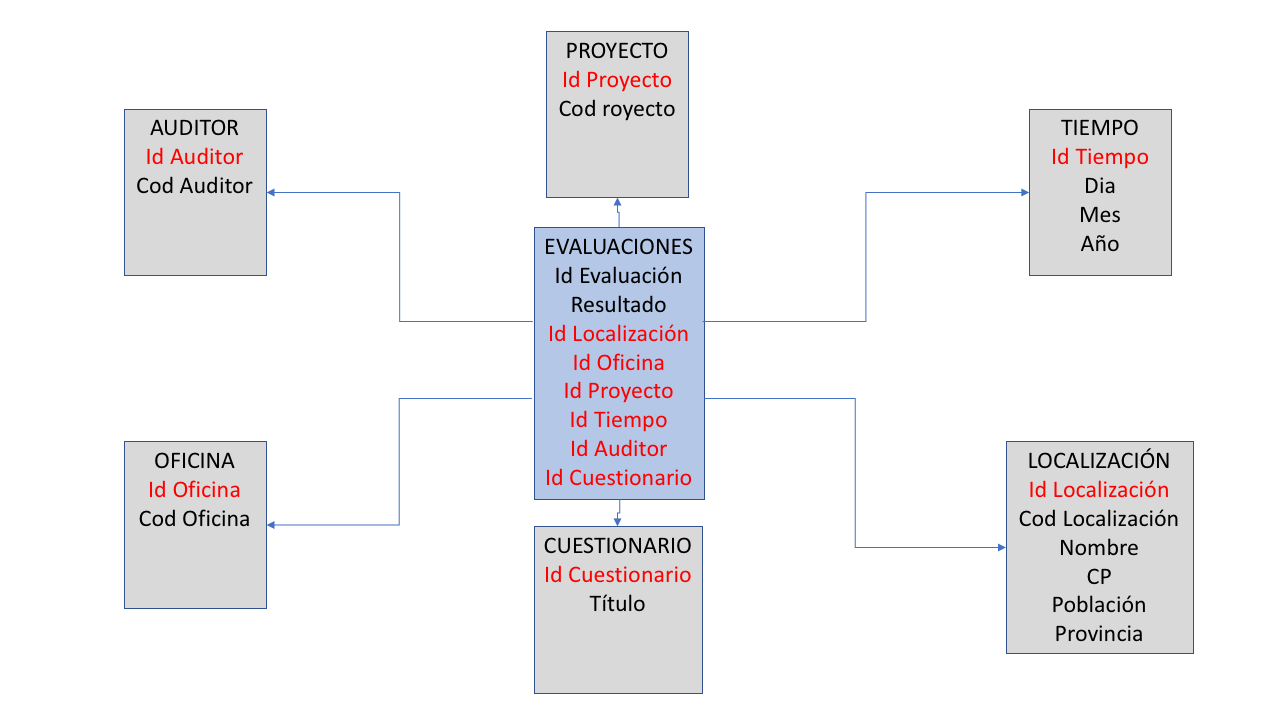 PROYECTO
Id Proyecto
Cod royecto
AUDITOR
Id Auditor
Cod Auditor
TIEMPO
Id Tiempo
Dia
Mes
Año
EVALUACIONES
Id Evaluación
Resultado
Id Localización
Id Oficina
Id Proyecto
Id Tiempo
Id Auditor
Id Cuestionario
OFICINA
Id Oficina
Cod Oficina
CUESTIONARIO
Id Cuestionario
Título
LOCALIZACIÓN
Id Localización
Cod Localización
Nombre
CP
Población
Provincia